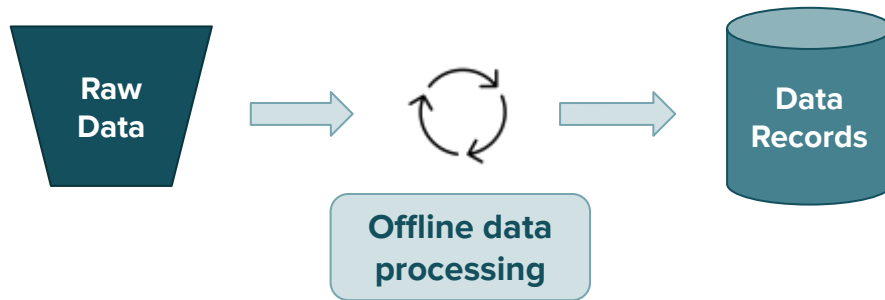 Raw
Data
Data
Records
Offline data
processing